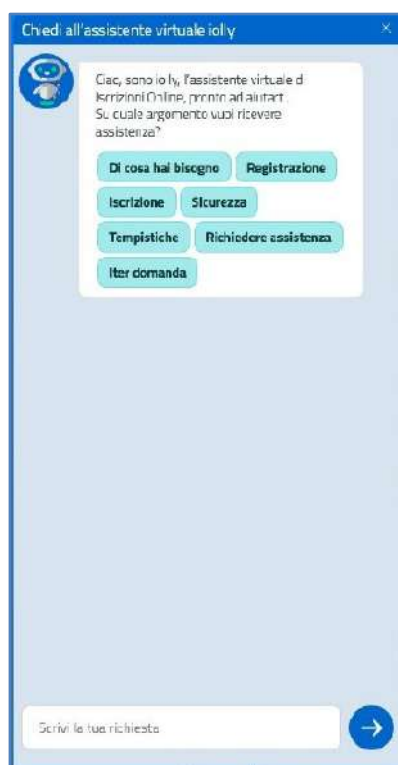 Chiedi all'assistente virtuale iolly
Ciao, sono iolly, l'assistente virtuale di
Iscrizioni Online, pronto ad aiutarti.
Su quale argomento vuoi ricevere
assistenza?
Di cosa hai bisogno Registrazione
Iscrizione Sicurezza
Tempistiche Richiedere assistenza
Iter domanda
Scrivi la tua richiesta